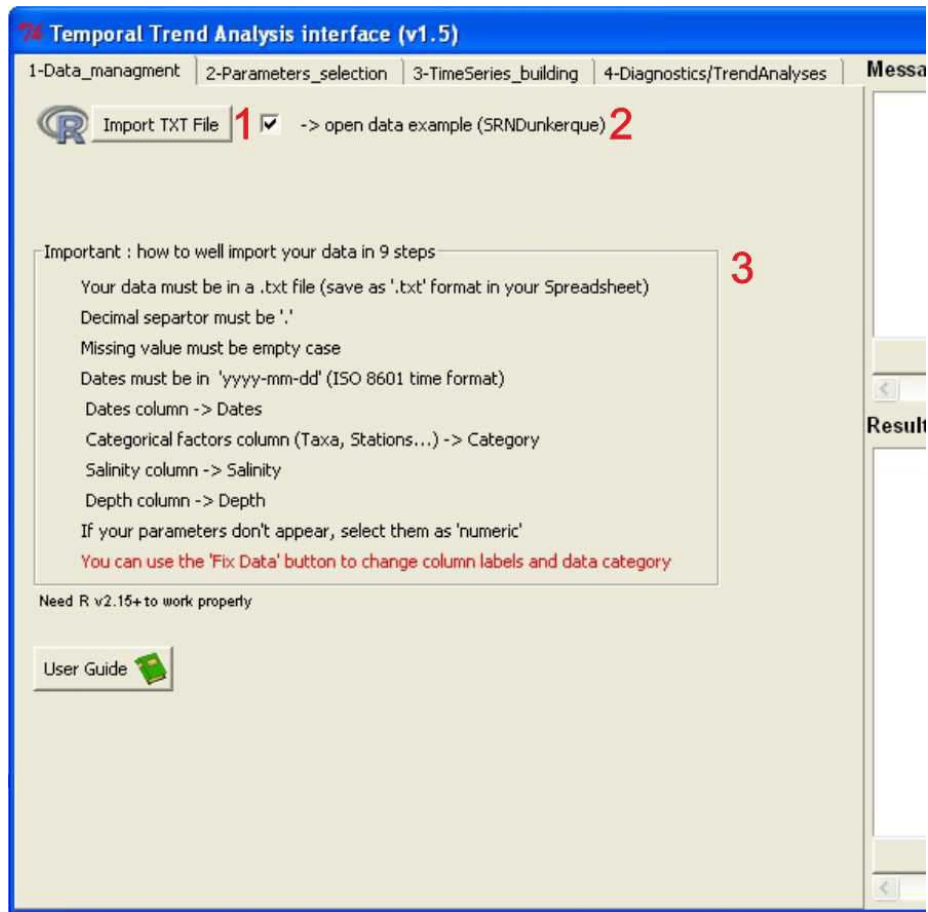 Temporal Trend Analysis interface (v1.5)
1-Data_managment 2-Parameters_selection 3-TimeSeries_building 4-Diagnostics/TrendAnalyses Messa
R Import TXT File 1 -> open data example (SRNDunkerque) 2
Important : how to well import your data in 9 steps
3
Your data must be in a .txt file (save as '.txt' format in your Spreadsheet)
Decimal separtor must be '.'
Missing value must be empty case
Dates must be in 'yyyy-mm-dd' (ISO 8601 time format)
Dates column -> Dates
Categorical factors column (Taxa, Stations...) -> Category
Salinity column -> Salinity
Depth column -> Depth
If your parameters don't appear, select them as 'numeric'
You can use the 'Fix Data' button to change column labels and data category
Need R v2.15+ to work properly
User Guide
Result